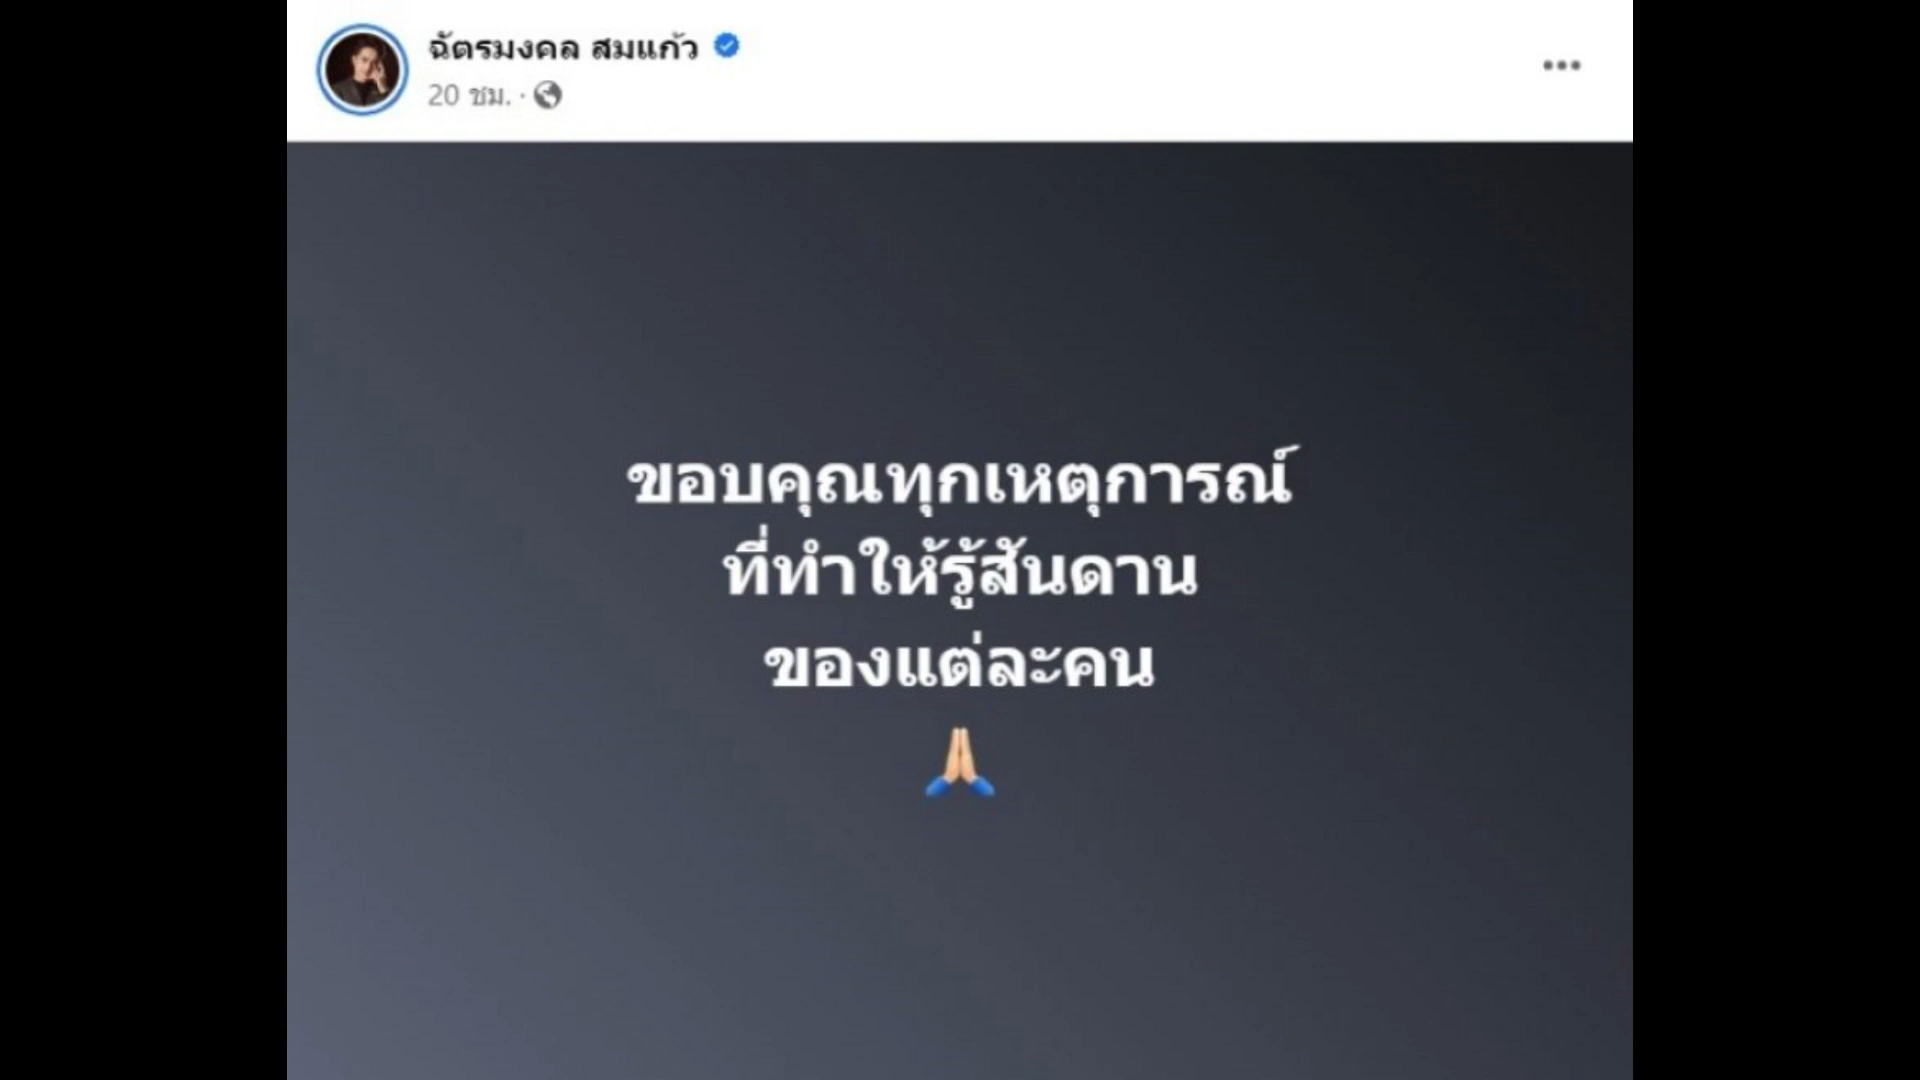 ฉัตรมงคล สมแก้ว
20 ชม. ·
ขอบคุณทุกเหตุการณ์
ที่ทำให้รู้สันดาน
ของแต่ละคน
🙏🏻